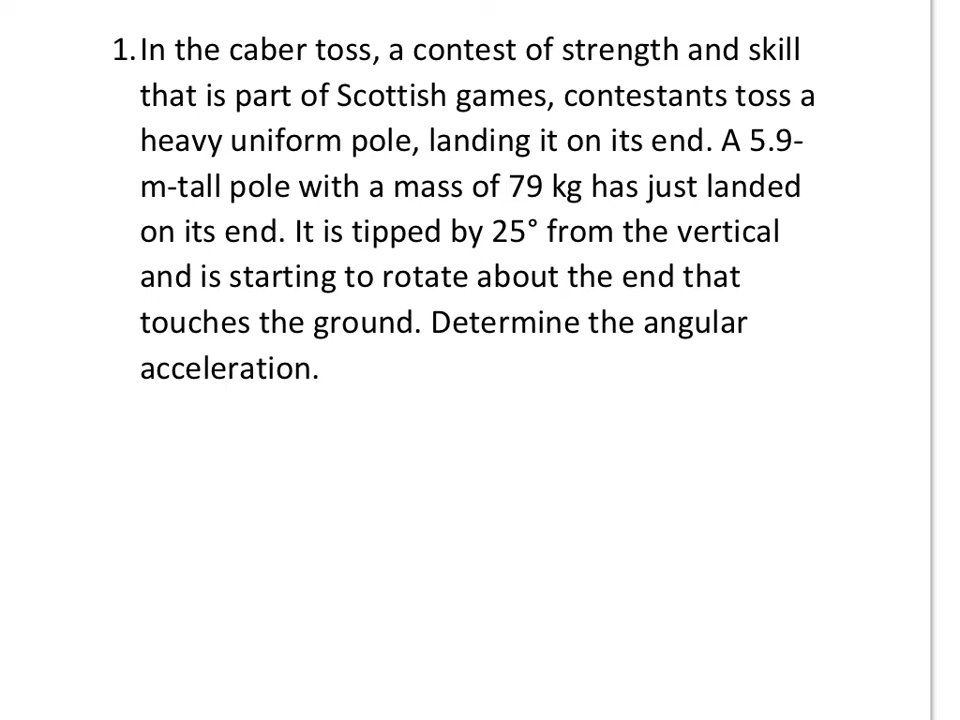 1. In the caber toss, a contest of strength and skill
that is part of Scottish games, contestants toss a
heavy uniform pole, landing it on its end. A 5.9-
m-tall pole with a mass of 79 kg has just landed
on its end. It is tipped by 25° from the vertical
and is starting to rotate about the end that
touches the ground. Determine the angular
acceleration.